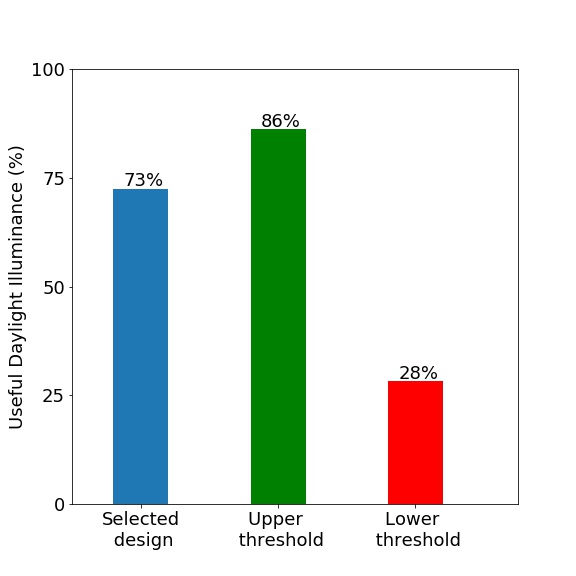 100
75
50
25
0
Useful Daylight Illuminance (%)
73%
86%
28%
Selected
design
Upper
threshold
Lower
threshold